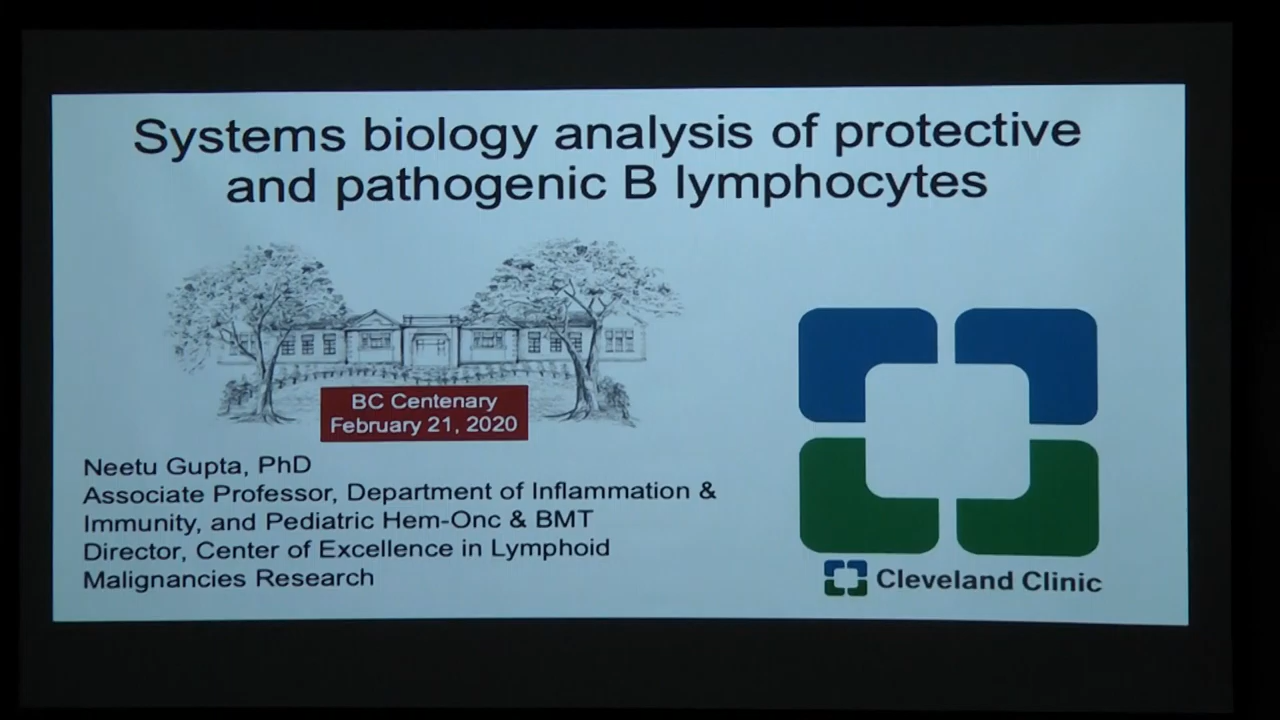 Systems biology analysis of protective
and pathogenic B lymphocytes
BC Centenary
February 21, 2020
Neetu Gupta, PhD
Associate Professor, Department of Inflammation &
Immunity, and Pediatric Hem-Onc & BMT
Director, Center of Excellence in Lymphoid
Malignancies Research
Cleveland Clinic